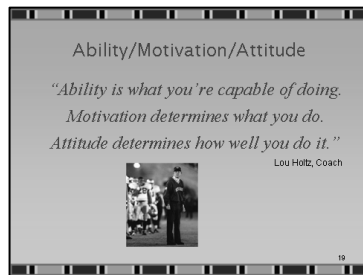 Ability/Motivation/Attitude
“Ability is what you’re capable of doing.
Motivation determines what you do.
Attitude determines how well you do it.”
Lou Holtz, Coach
19